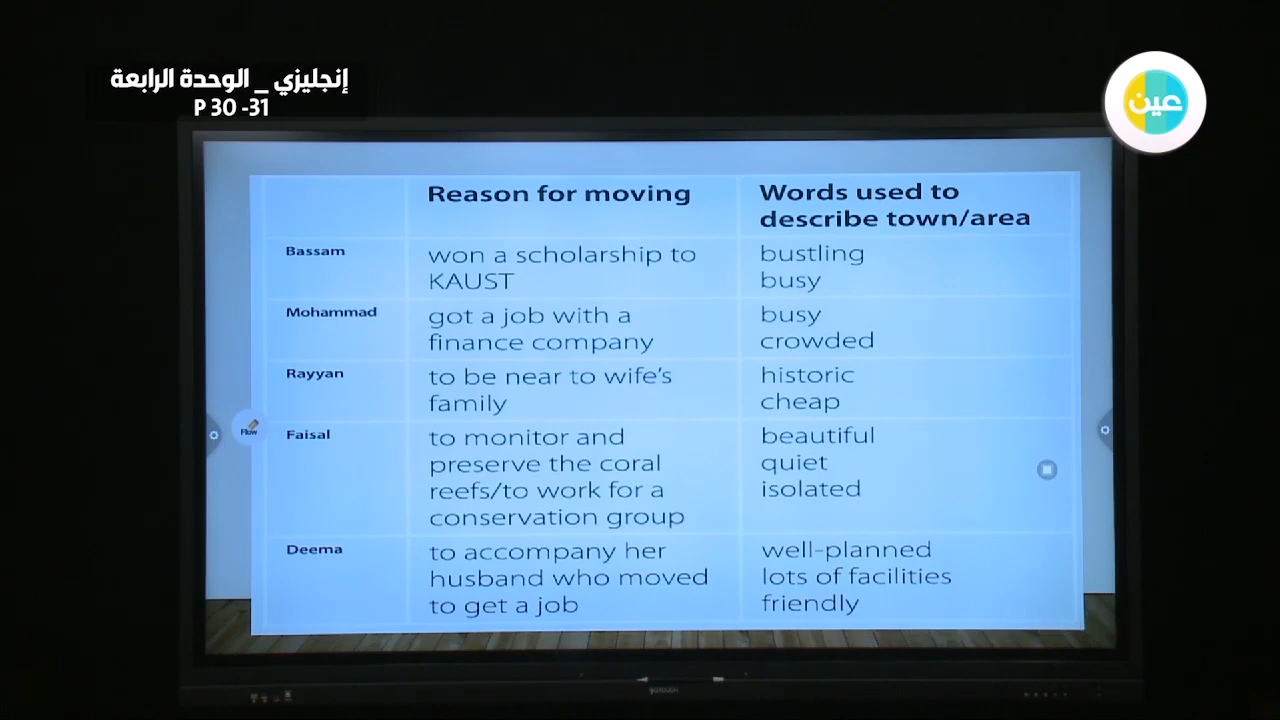 إنجليزي _ الوحدة الرابعة
P 30 -31
عين
Reason for moving
Words used to
describe town/area
Bassam
won a scholarship to
KAUST
bustling
busy
Mohammad
got a job with a
finance company
busy
crowded
Rayyan
to be near to wife’s
family
historic
cheap
Flow
Faisal
to monitor and
preserve the coral
reefs/to work for a
conservation group
beautiful
quiet
isolated
Deema
to accompany her
husband who moved
to get a job
well-planned
lots of facilities
friendly